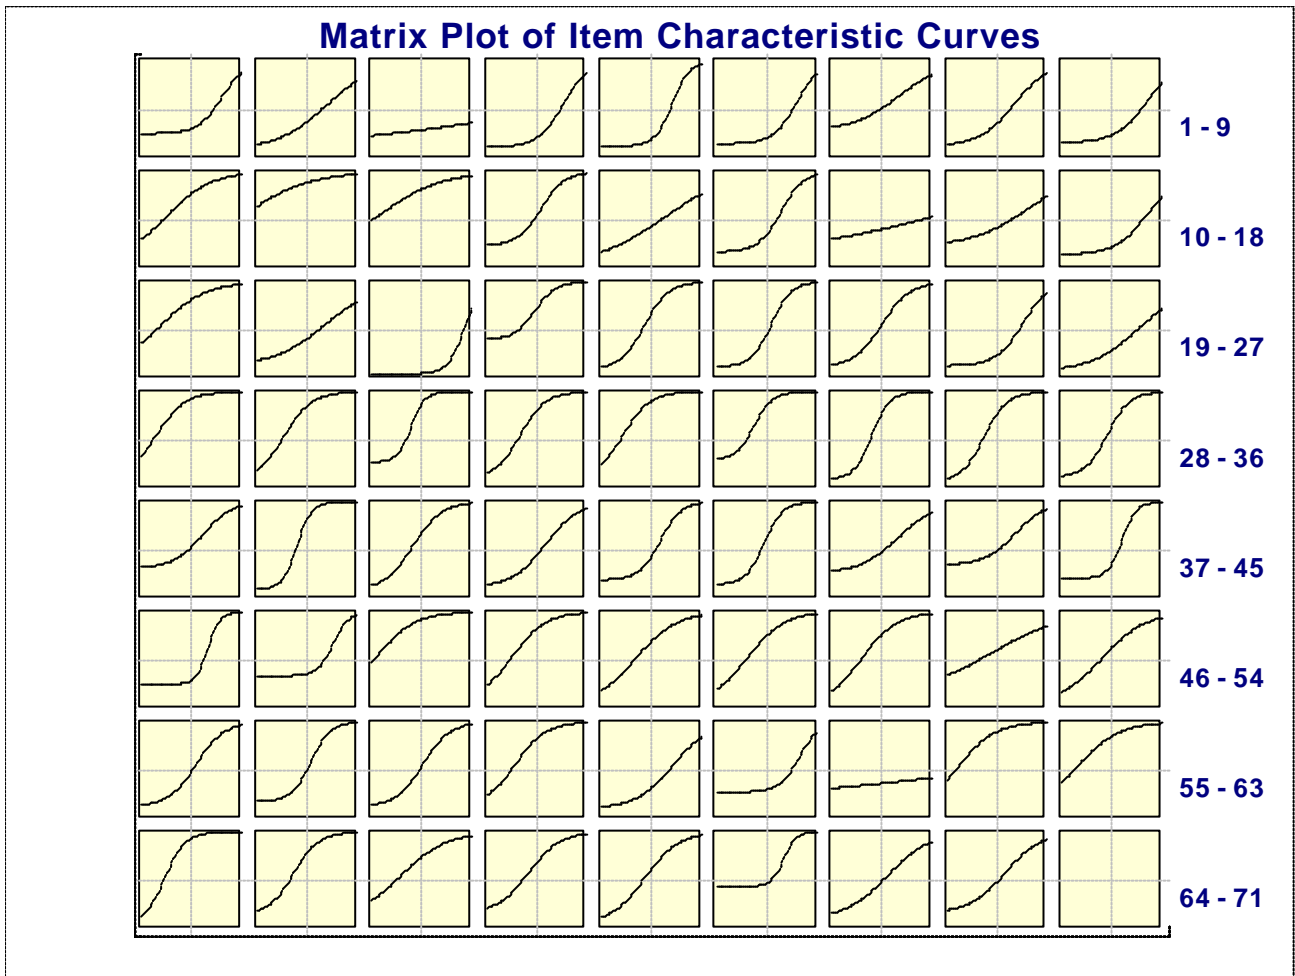 Matrix Plot of Item Characteristic Curves
1 - 9
10 - 18
19 - 27
28 - 36
37 - 45
46 - 54
55 - 63
64 - 71